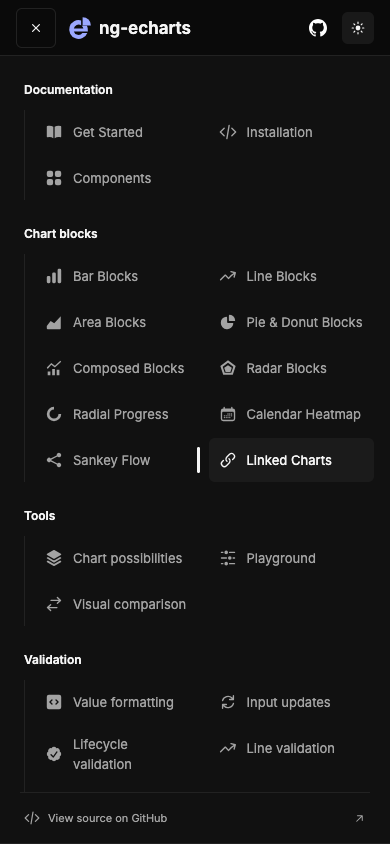 ng-echarts
Documentation
Get Started
Installation
Components
Chart blocks
Bar Blocks
Line Blocks
Area Blocks
Pie & Donut Blocks
Composed Blocks
Radar Blocks
Radial Progress
Calendar Heatmap
Sankey Flow
Linked Charts
Tools
Chart possibilities
Playground
Visual comparison
Validation
Value formatting
Input updates
Lifecycle
validation
Line validation
View source on GitHub